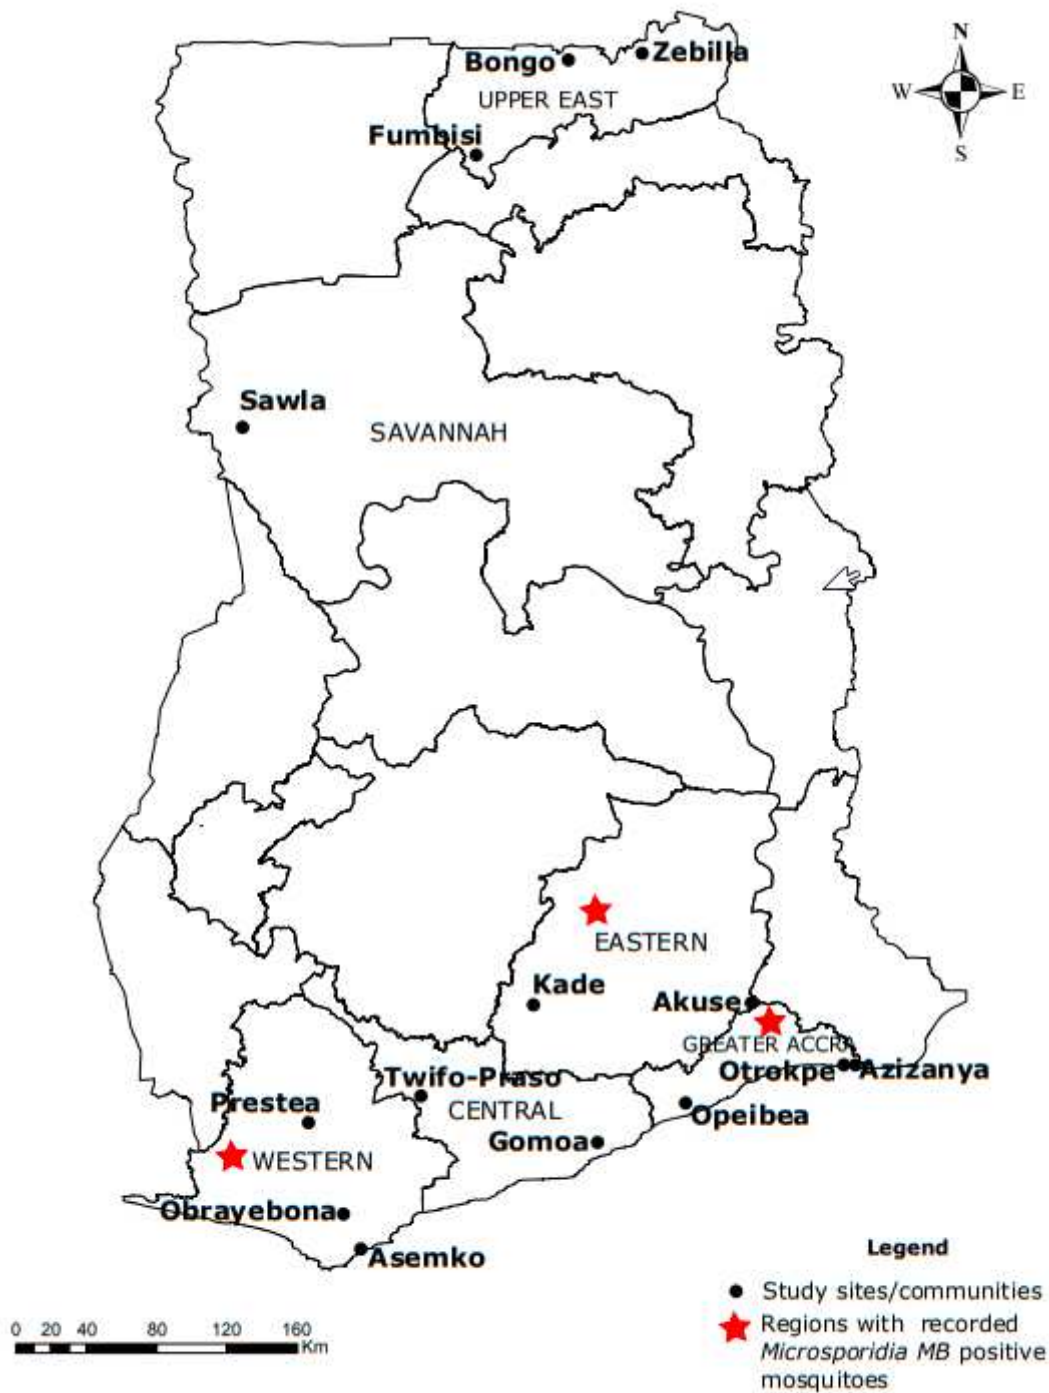 N
Bongo
Zebilla
W
E
UPPER EAST
Fumbisi
S
Sawla
SAVANNAH
EASTERN
Kade
Akuse
GREATER ACCRA
Otrokpe
Azizanya
Twifo-Praso
Prestea
CENTRAL
Opeibea
Gomoa
WESTERN
Obrayebona
Asemko
Legend
Study sites/communities
Regions with recorded
Microsporidia MB positive
mosquitoes
0 20 40 80 120 160
Km